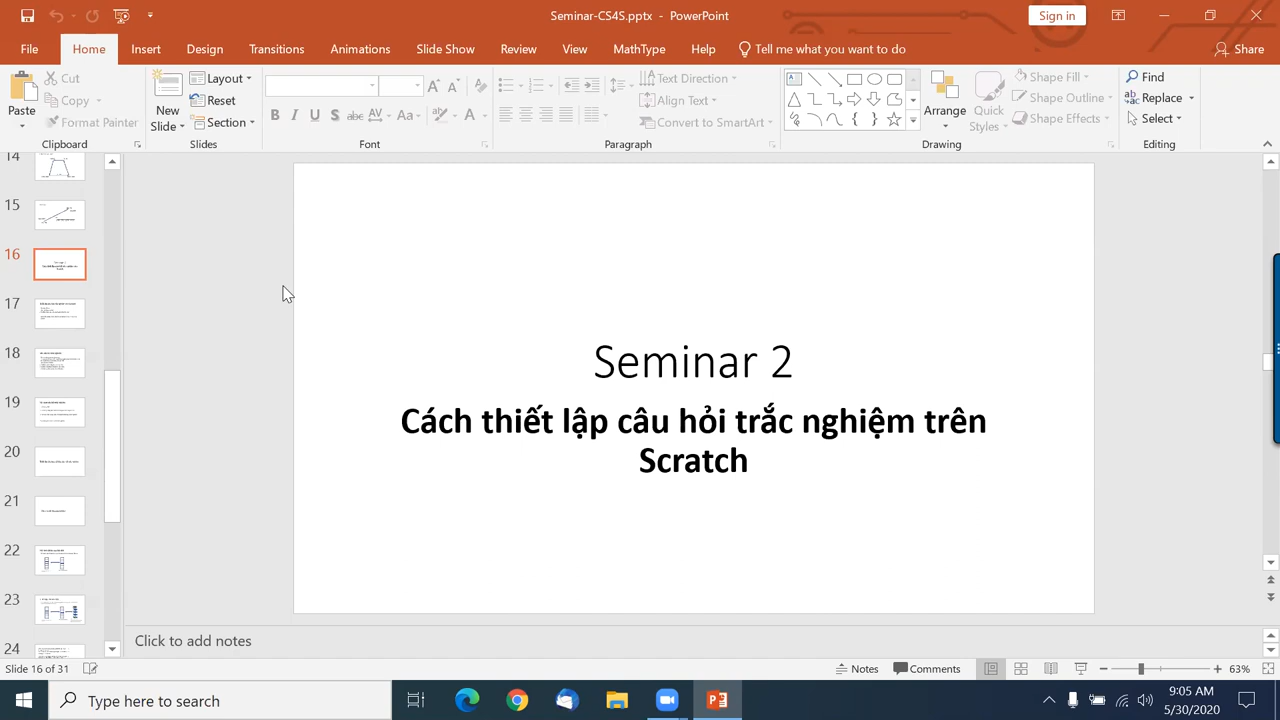 Seminar-CS4S.pptx - PowerPoint
Sign in
File Home Insert Design Transitions Animations Slide Show Review View MathType Help Tell me what you want to do Share
Paste
Cut
Copy
Format Painter
Clipboard
New Slide
Layout
Reset
Section
Slides
Font
Text Direction
Align Text
Convert to SmartArt
Paragraph
Arrange
Quick Styles
Shape Fill
Shape Outline
Shape Effects
Drawing
Find
Replace
Select
Editing
14
15
16
17
18
19
20
21
22
23
24
Seminar 2
Cách thiết lập câu hỏi trắc nghiệm trên
Scratch
Click to add notes
Slide 16 of 31
Notes
Comments
63%
Type here to search
9:05 AM
5/30/2020